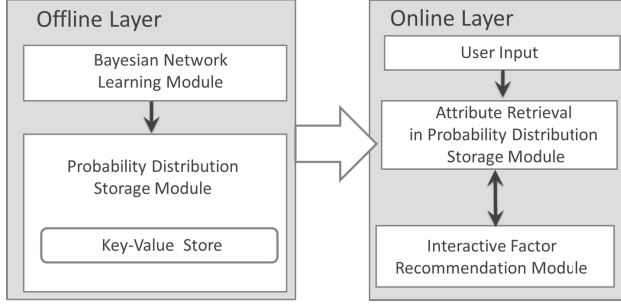 Offline Layer
Bayesian Network
Learning Module
Probability Distribution
Storage Module
Key-Value Store
Online Layer
User Input
Attribute Retrieval
in Probability Distribution
Storage Module
Interactive Factor
Recommendation Module